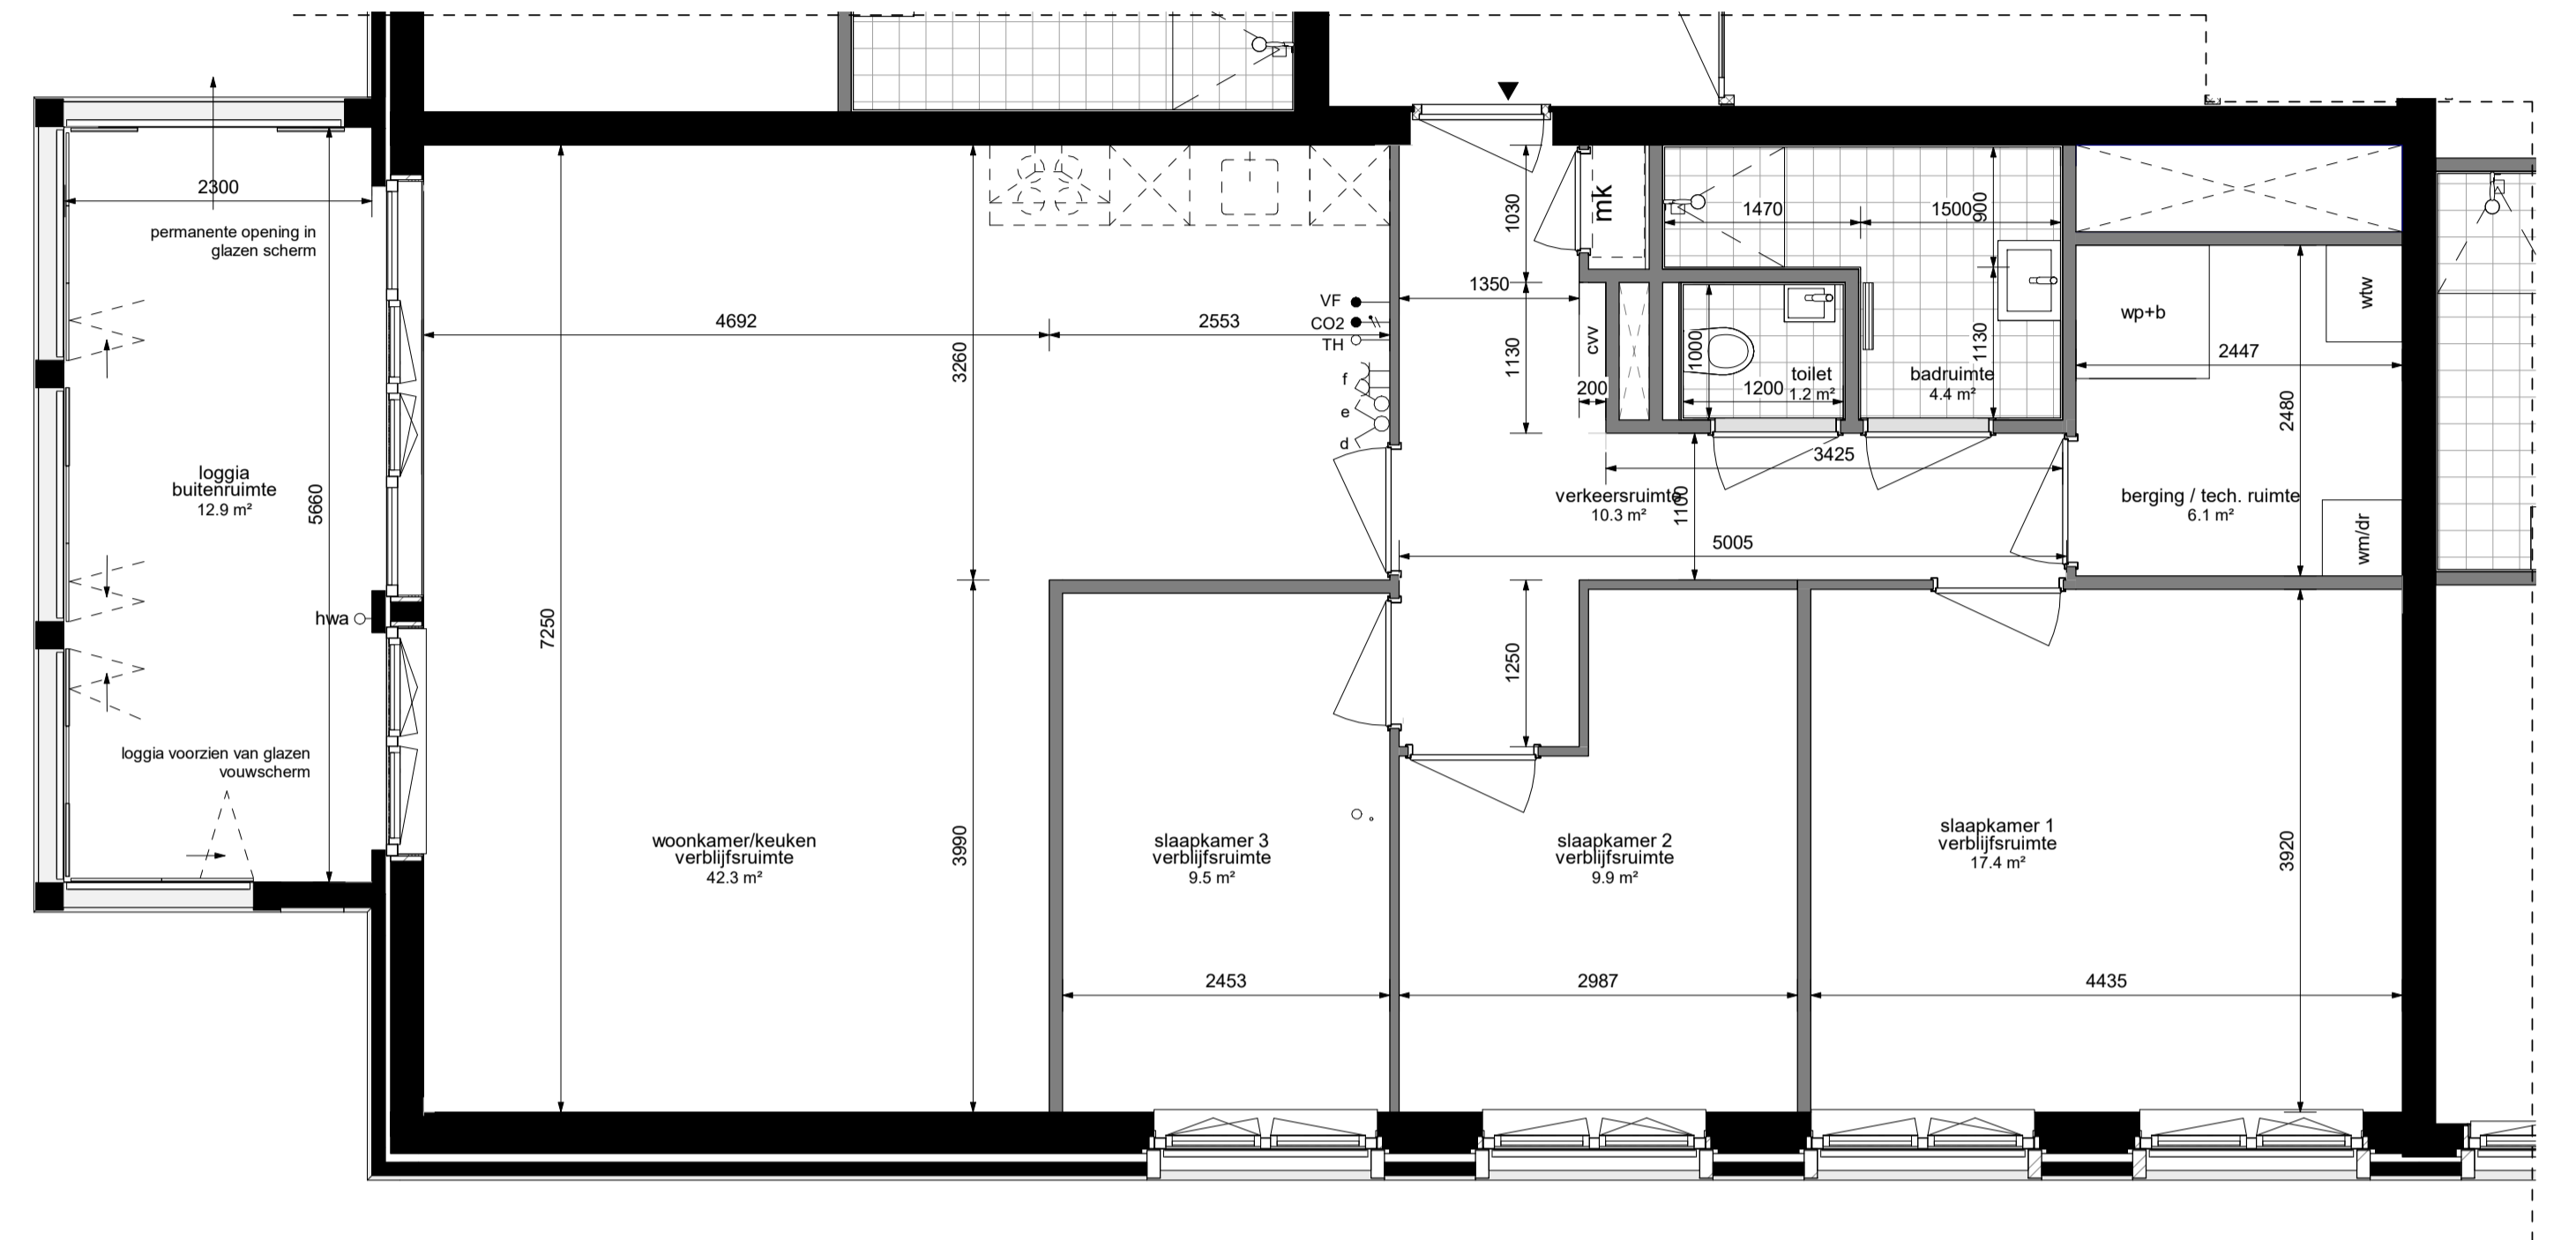 2300
permanente opening in
glazen scherm
loggia
buitenruimte
12.9 m²
5660
hwa
loggia voorzien van glazen
vouwscherm
4692
2553
3260
7250
3990
woonkamer/keuken
verblijfsruimte
42.3 m²
VF
CO2
TH
f
e
d
1030
1350
1130
mk
cvv
200
1470
1500
900
1000
1200
toilet
1.2 m²
1130
badruimte
4.4 m²
3425
verkeersruimte
10.3 m²
1100
5005
1250
wp+b
wtw
2447
2480
berging / tech. ruimte
6.1 m²
wm/dr
slaapkamer 3
verblijfsruimte
9.5 m²
2453
slaapkamer 2
verblijfsruimte
9.9 m²
2987
slaapkamer 1
verblijfsruimte
17.4 m²
3920
4435